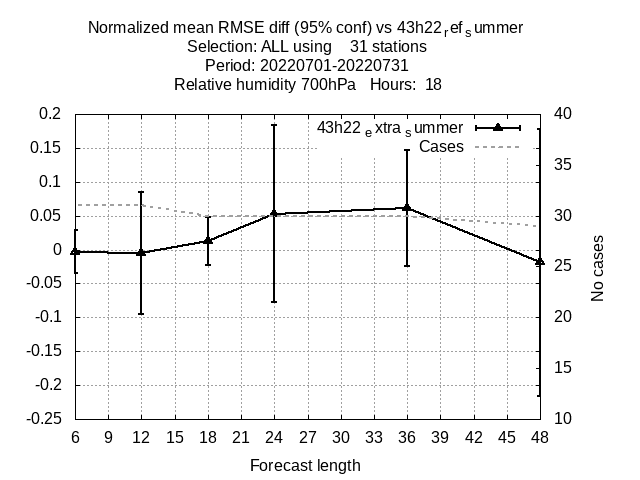 Normalized mean RMSE diff (95% conf) vs 43h22refsummer
Selection: ALL using    31 stations
Period: 20220701-20220731
Relative humidity 700hPa   Hours:  18
43h22extrasummer
Cases
0.2
0.15
0.1
0.05
0
-0.05
-0.1
-0.15
-0.2
-0.25
40
35
30
25
20
15
10
No cases
6 9 12 15 18 21 24 27 30 33 36 39 42 45 48
Forecast length